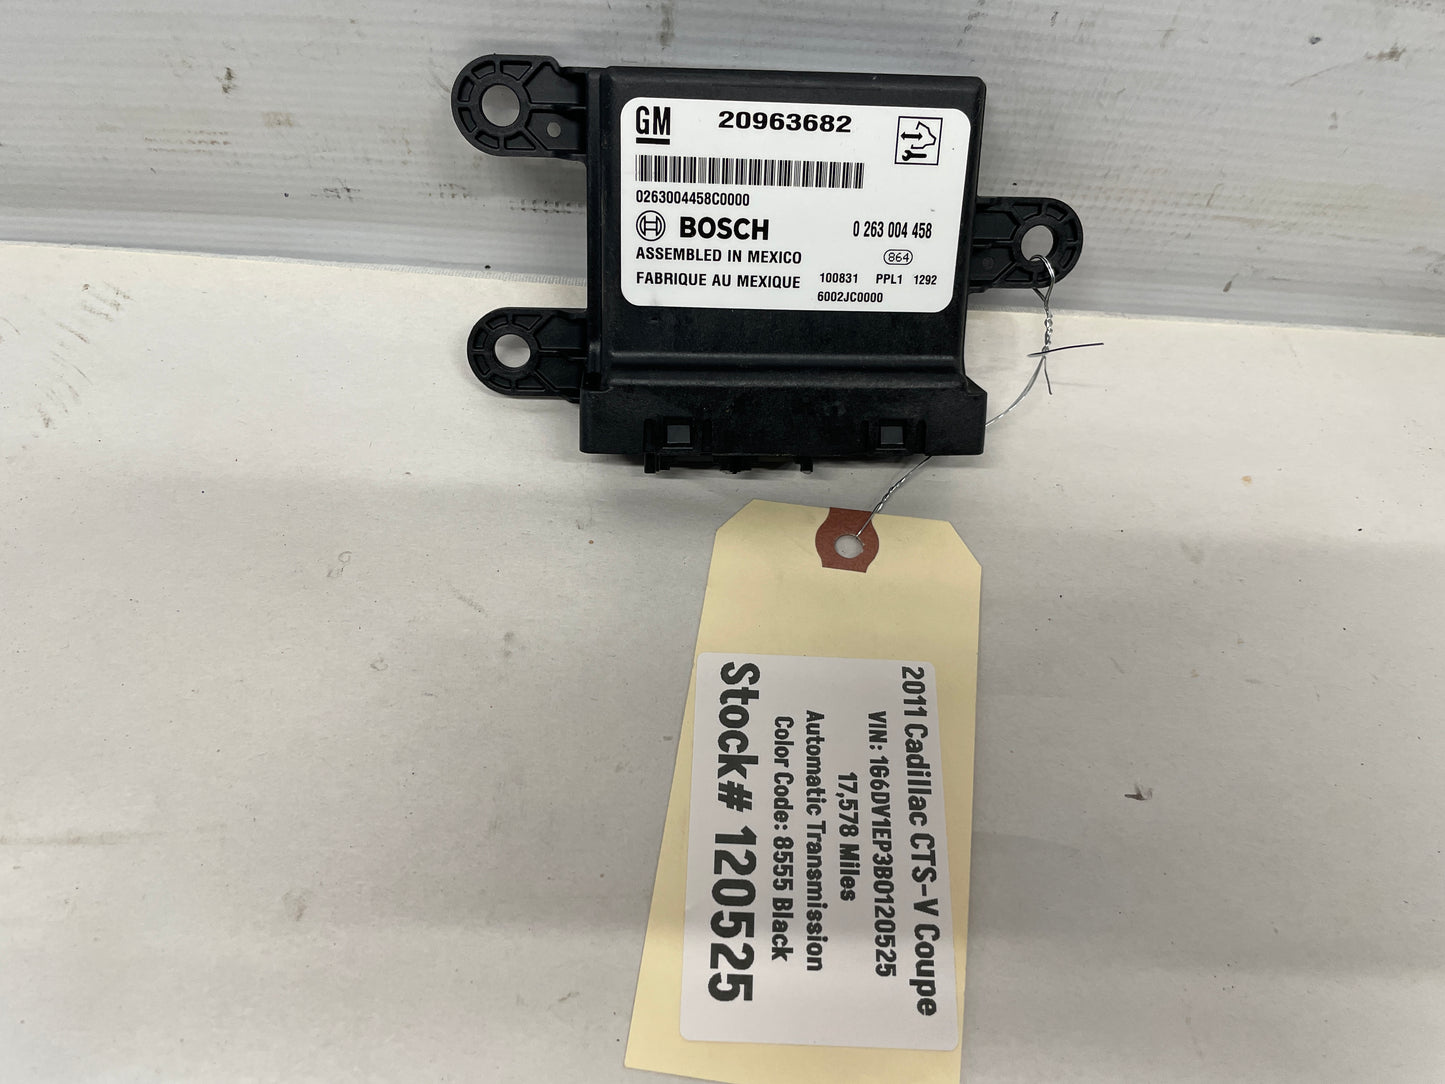 GM 20963682
0263004458C0000
BOSCH 0 263 004 458
ASSEMBLED IN MEXICO 864
FABRIQUE AU MEXIQUE 100831 PPL1 1292
6002JC0000
2011 Cadillac CTS-V Coupe
VIN: 1G6DV1EP3B0120525
17,578 Miles
Automatic Transmission
Color Code: 8555 Black
Stock# 120525